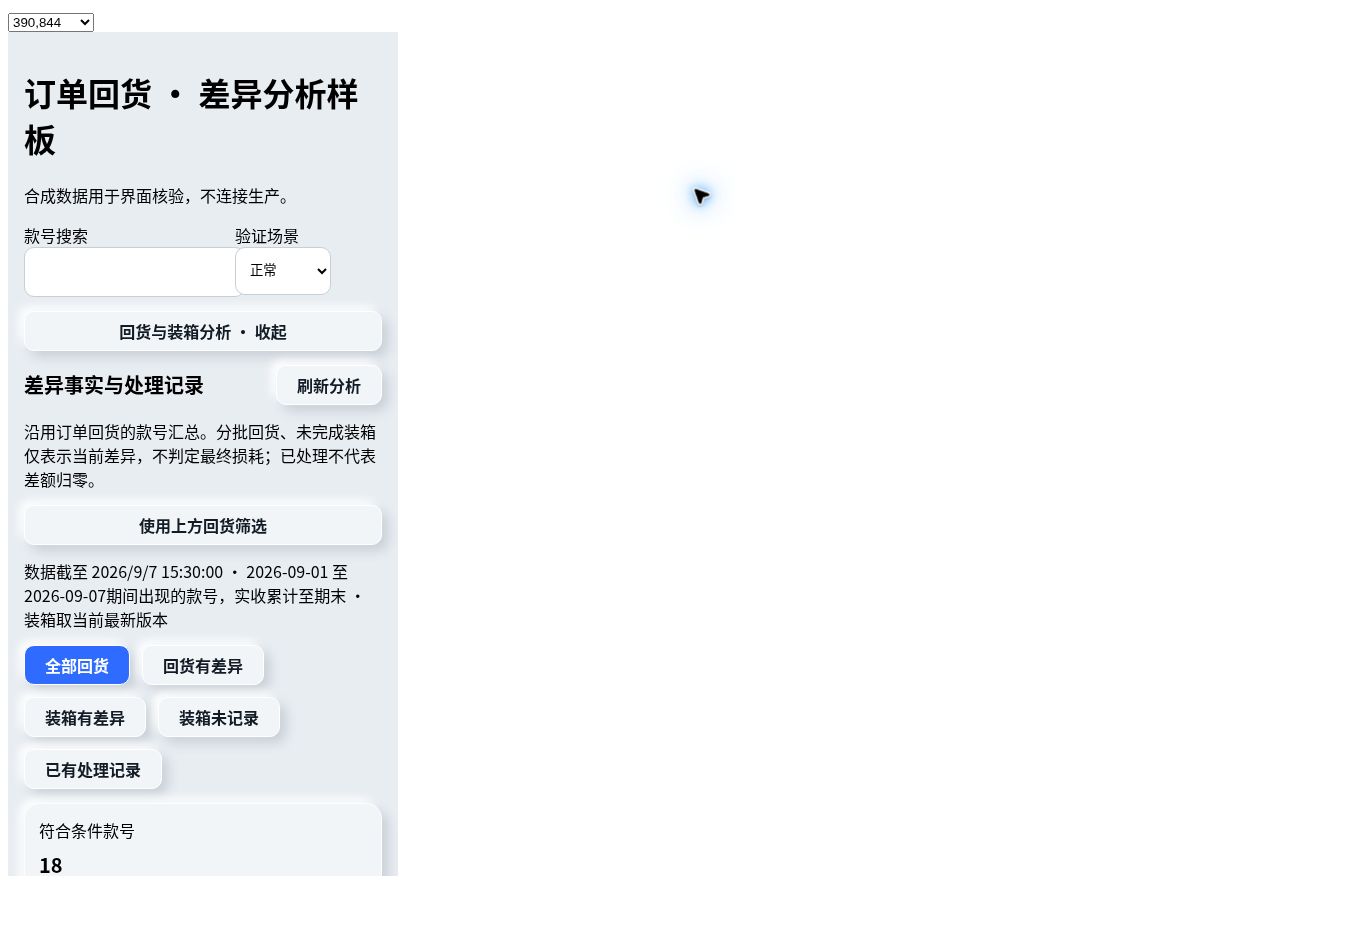 390,844
订单回货 · 差异分析样
板
合成数据用于界面核验，不连接生产。
款号搜索
验证场景
正常
回货与装箱分析 · 收起
差异事实与处理记录
刷新分析
沿用订单回货的款号汇总。分批回货、未完成装箱
仅表示当前差异，不判定最终损耗；已处理不代表
差额归零。
使用上方回货筛选
数据截至 2026/9/7 15:30:00 · 2026-09-01 至
2026-09-07期间出现的款号，实收累计至期末 ·
装箱取当前最新版本
全部回货
回货有差异
装箱有差异
装箱未记录
已有处理记录
符合条件款号
18